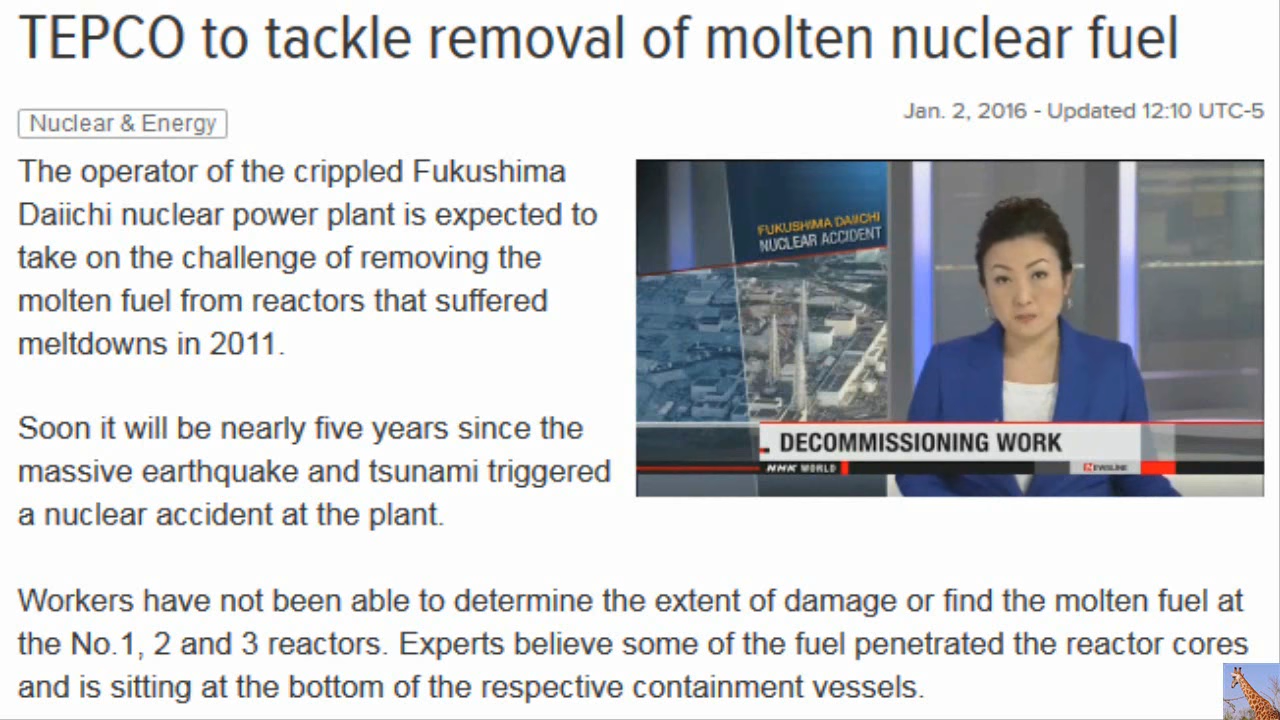 TEPCO to tackle removal of molten nuclear fuel
Nuclear & Energy
Jan. 2, 2016 - Updated 12:10 UTC-5
The operator of the crippled Fukushima
Daiichi nuclear power plant is expected to
take on the challenge of removing the
molten fuel from reactors that suffered
meltdowns in 2011.
Soon it will be nearly five years since the
massive earthquake and tsunami triggered
a nuclear accident at the plant.
FUKUSHIMA DAIICHI
NUCLEAR ACCIDENT
DECOMMISSIONING WORK
NHK WORLD
NEWSLINE
Workers have not been able to determine the extent of damage or find the molten fuel at
the No.1, 2 and 3 reactors. Experts believe some of the fuel penetrated the reactor cores
and is sitting at the bottom of the respective containment vessels.